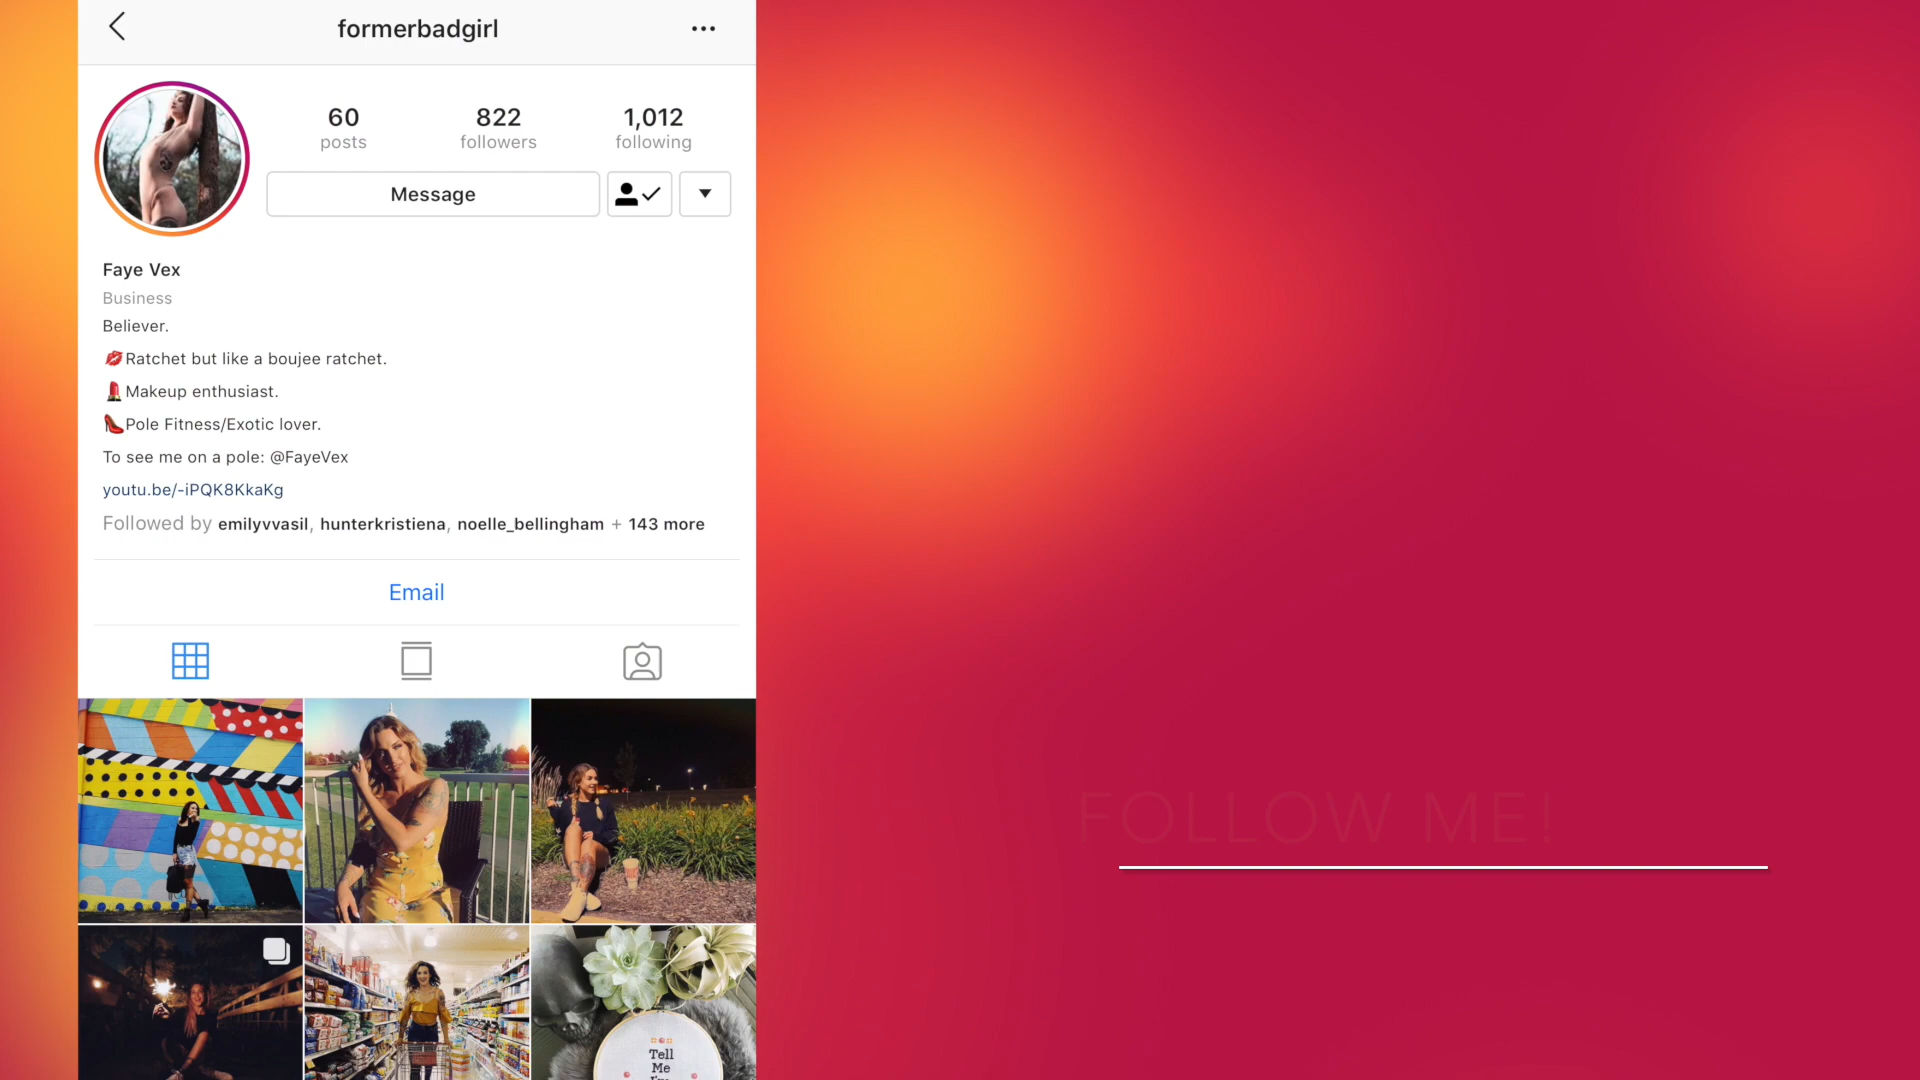 formerbadgirl
60
posts
822
followers
1,012
following
Message
Faye Vex
Business
Believer.
💋Ratchet but like a boujee ratchet.
💄Makeup enthusiast.
👠Pole Fitness/Exotic lover.
To see me on a pole: @FayeVex
youtu.be/-iPQK8KkaKg
Followed by emilyvvasil, hunterkristiena, noelle_bellingham + 143 more
Email
FOLLOW ME!
Tell
Me